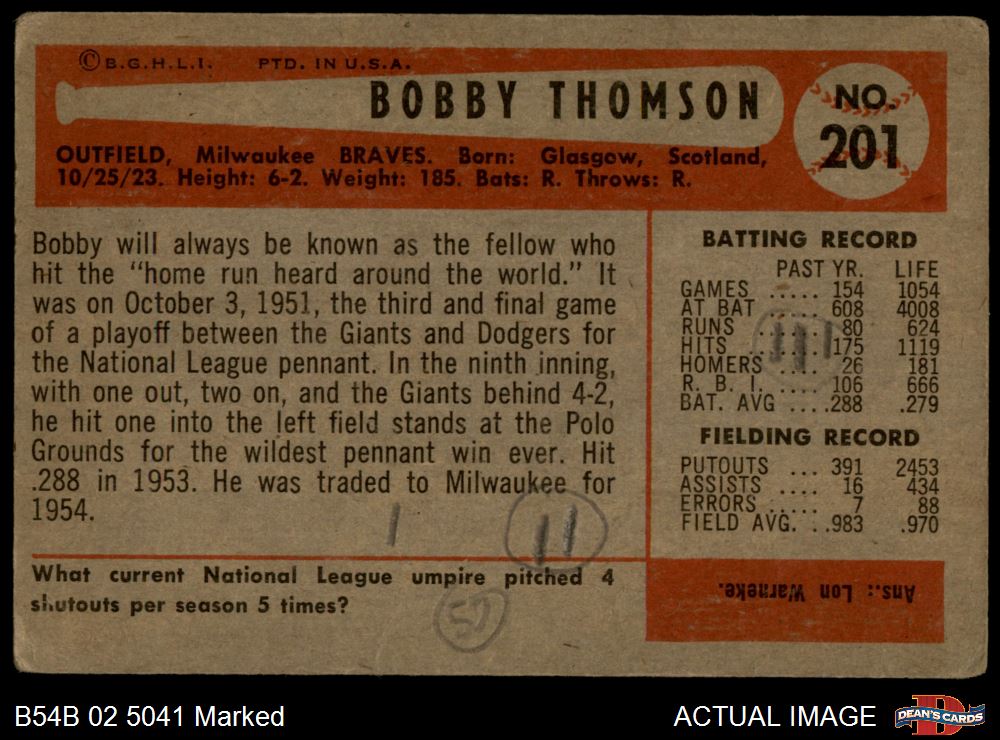 © B.G.H.L.I. PTD. IN U.S.A.
BOBBY THOMSON
NO.
201
OUTFIELD, Milwaukee BRAVES. Born: Glasgow, Scotland,
10/25/23. Height: 6-2. Weight: 185. Bats: R. Throws: R.
Bobby will always be known as the fellow who
hit the "home run heard around the world." It
was on October 3, 1951, the third and final game
of a playoff between the Giants and Dodgers for
the National League pennant. In the ninth inning,
with one out, two on, and the Giants behind 4-2,
he hit one into the left field stands at the Polo
Grounds for the wildest pennant win ever. Hit
.288 in 1953. He was traded to Milwaukee for
1954.
1 11
What current National League umpire pitched 4
shutouts per season 5 times?
BATTING RECORD
PAST YR. LIFE
GAMES ..... 154 1054
AT BAT ..... 608 4008
RUNS ..... 80 624
HITS ..... 175 1119
HOMERS .... 26 181
R. B. I. .... 106 666
BAT. AVG ....288 .279
FIELDING RECORD
PUTOUTS ... 391 2453
ASSISTS .... 16 434
ERRORS ..... 7 88
FIELD AVG. ..983 .970
Ans.: Lon Warneke.
B54B 02 5041 Marked
ACTUAL IMAGE
DEAN'S CARDS